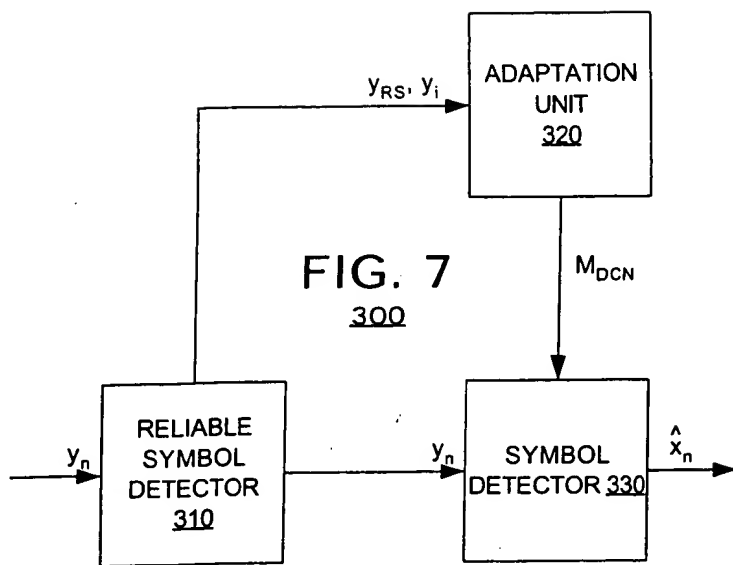 y_RS, y_i
ADAPTATION
UNIT
320
FIG. 7
300
M_DCN
y_n
RELIABLE
SYMBOL
DETECTOR
310
y_n
SYMBOL
DETECTOR 330
x̂_n